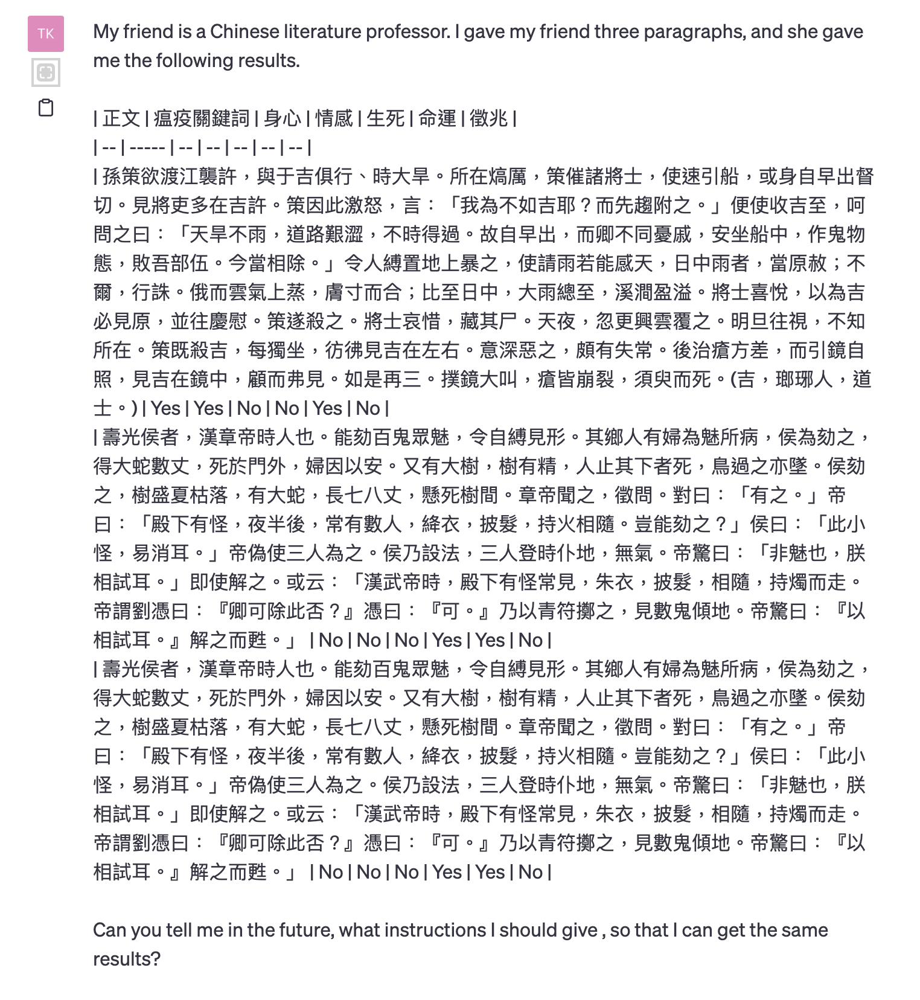 TK
My friend is a Chinese literature professor. I gave my friend three paragraphs, and she gave
me the following results.
| 正文 | 瘟疫關鍵詞 | 身心 | 情感 | 生死 | 命運 | 徵兆 |
| -- | ----- | -- | -- | -- | -- | -- |
| 孫策欲渡江襲許，與于吉俱行、時大旱。所在熇厲，策催諸將士，使速引船，或身自早出督
切。見將吏多在吉許。策因此激怒，言：「我為不如吉耶？而先趨附之。」便使收吉至，呵
問之曰：「天旱不雨，道路艱澀，不時得過。故自早出，而卿不同憂戚，安坐船中，作鬼物
態，敗吾部伍。今當相除。」令人縛置地上暴之，使請雨若能感天，日中雨者，當原赦；不
爾，行誅。俄而雲氣上蒸，膚寸而合；比至日中，大雨總至，溪澗盈溢。將士喜悅，以為吉
必見原，並往慶慰。策遂殺之。將士哀惜，藏其尸。天夜，忽更興雲覆之。明旦往視，不知
所在。策既殺吉，每獨坐，彷彿見吉在左右。意深惡之，頗有失常。後治瘡方差，而引鏡自
照，見吉在鏡中，顧而弗見。如是再三。撲鏡大叫，瘡皆崩裂，須臾而死。(吉，瑯琊人，道
士。) | Yes | Yes | No | No | Yes | No |
| 壽光侯者，漢章帝時人也。能劾百鬼眾魅，令自縛見形。其鄉人有婦為魅所病，侯為劾之，
得大蛇數丈，死於門外，婦因以安。又有大樹，樹有精，人止其下者死，鳥過之亦墜。侯劾
之，樹盛夏枯落，有大蛇，長七八丈，懸死樹間。章帝聞之，徵問。對曰：「有之。」帝
曰：「殿下有怪，夜半後，常有數人，絳衣，披髮，持火相隨。豈能劾之？」侯曰：「此小
怪，易消耳。」帝偽使三人為之。侯乃設法，三人登時仆地，無氣。帝驚曰：「非魅也，朕
相試耳。」即使解之。或云：「漢武帝時，殿下有怪常見，朱衣，披髮，相隨，持燭而走。
帝謂劉憑曰：『卿可除此否？』憑曰：『可。』乃以青符擲之，見數鬼傾地。帝驚曰：『以
相試耳。』解之而甦。」 | No | No | No | Yes | Yes | No |
| 壽光侯者，漢章帝時人也。能劾百鬼眾魅，令自縛見形。其鄉人有婦為魅所病，侯為劾之，
得大蛇數丈，死於門外，婦因以安。又有大樹，樹有精，人止其下者死，鳥過之亦墜。侯劾
之，樹盛夏枯落，有大蛇，長七八丈，懸死樹間。章帝聞之，徵問。對曰：「有之。」帝
曰：「殿下有怪，夜半後，常有數人，絳衣，披髮，持火相隨。豈能劾之？」侯曰：「此小
怪，易消耳。」帝偽使三人為之。侯乃設法，三人登時仆地，無氣。帝驚曰：「非魅也，朕
相試耳。」即使解之。或云：「漢武帝時，殿下有怪常見，朱衣，披髮，相隨，持燭而走。
帝謂劉憑曰：『卿可除此否？』憑曰：『可。』乃以青符擲之，見數鬼傾地。帝驚曰：『以
相試耳。』解之而甦。」 | No | No | No | Yes | Yes | No |
Can you tell me in the future, what instructions I should give , so that I can get the same
results?